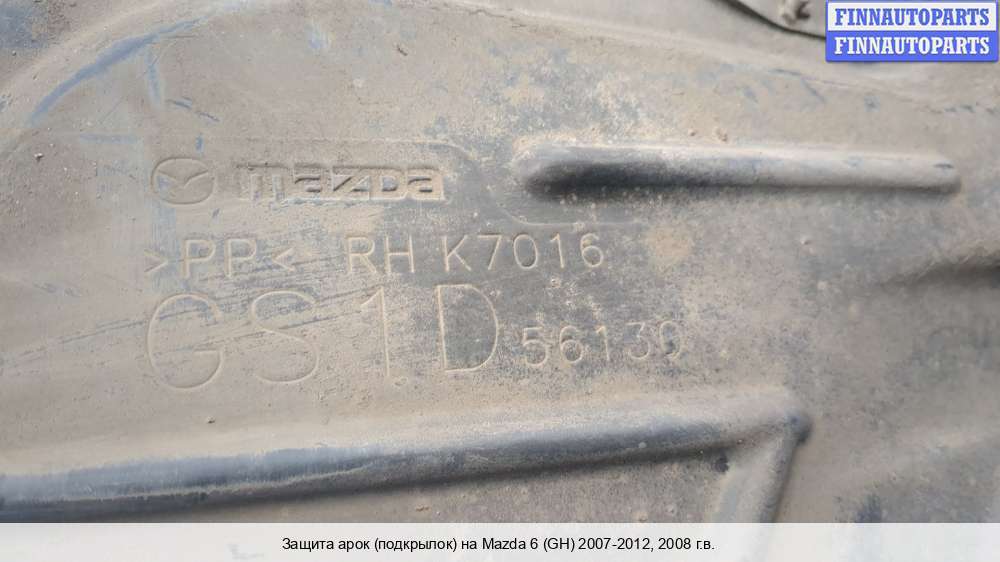 FINNAUTOPARTS
FINNAUTOPARTS
mazda
>PP< RH K7016
GS1D 56130
Защита арок (подкрылок) на Mazda 6 (GH) 2007-2012, 2008 г.в.